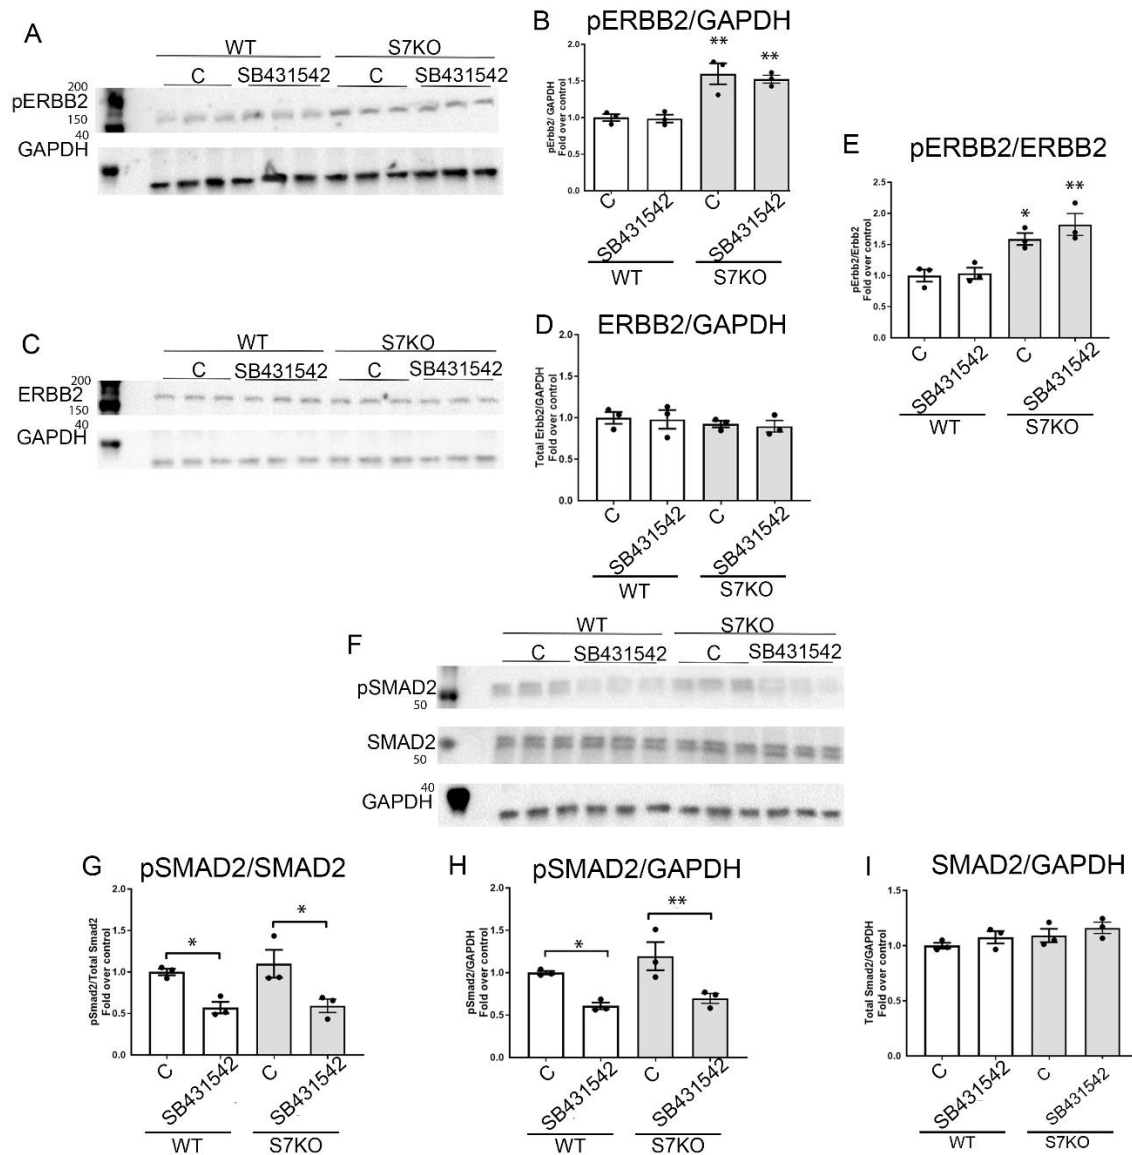 A
WT
S7KO
C
SB431542
C
SB431542
pERBB2
200
150
GAPDH
40
B
pERBB2/GAPDH
pErbb2/ GAPDH
Fold over control
2.0
1.5
1.0
0.5
0.0
**
**
C
SB431542
C
SB431542
WT
S7KO
E
pERBB2/ERBB2
pErbb2/Erbb2
Fold over control
2.5
2.0
1.5
1.0
0.5
0.0
*
**
C
SB431542
C
SB431542
WT
S7KO
C
WT
S7KO
C
SB431542
C
SB431542
ERBB2
200
150
GAPDH
40
D
ERBB2/GAPDH
Total Erbb2/GAPDH
Fold over control
2.0
1.5
1.0
0.5
0.0
C
SB431542
C
SB431542
WT
S7KO
F
WT
S7KO
C
SB431542
C
SB431542
pSMAD2
50
SMAD2
50
GAPDH
40
G
pSMAD2/SMAD2
pSmad2/Total Smad2
Fold over control
2.0
1.5
1.0
0.5
0.0
*
*
C
SB431542
C
SB431542
WT
S7KO
H
pSMAD2/GAPDH
pSmad2/GAPDH
Fold over control
2.0
1.5
1.0
0.5
0.0
*
**
C
SB431542
C
SB431542
WT
S7KO
I
SMAD2/GAPDH
Total Smad2/GAPDH
Fold over control
1.5
1.0
0.5
0.0
C
SB431542
C
SB431542
WT
S7KO